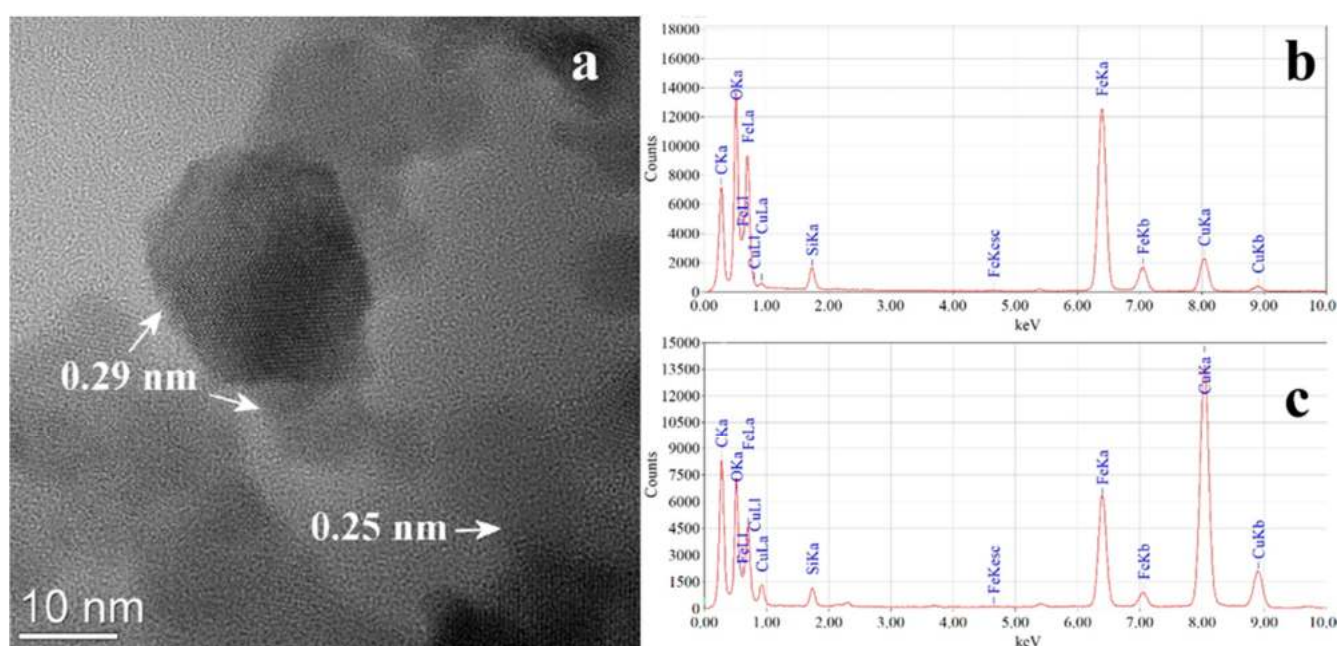 a
0.29 nm
0.25 nm
10 nm
b
18000
16000
14000
12000
10000
8000
6000
4000
2000
0
Counts
CKa
OKa
FeLl
FeLa
CuLl
CuLa
SiKa
FeKesc
FeKa
FeKb
CuKa
CuKb
0.00 1.00 2.00 3.00 4.00 5.00 6.00 7.00 8.00 9.00 10.0
keV
c
15000
13500
12000
10500
9000
7500
6000
4500
3000
1500
0
Counts
CKa
OKa
FeLl
FeLa
CuLl
CuLa
SiKa
FeKesc
FeKa
FeKb
CuKa
CuKb
0.00 1.00 2.00 3.00 4.00 5.00 6.00 7.00 8.00 9.00 10.0
keV